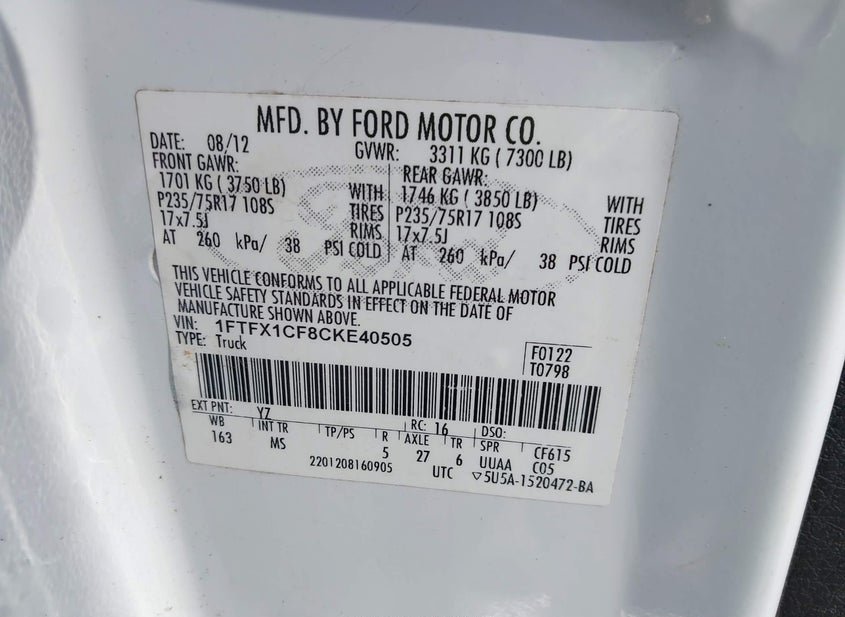 MFD. BY FORD MOTOR CO.
DATE: 08/12 GVWR: 3311 KG ( 7300 LB)
FRONT GAWR: REAR GAWR:
1701 KG ( 3750 LB) WITH 1746 KG ( 3850 LB) WITH
P235/75R17 108S TIRES P235/75R17 108S TIRES
17x7.5J RIMS 17x7.5J RIMS
AT 260 kPa/ 38 PSI COLD AT 260 kPa/ 38 PSI COLD
THIS VEHICLE CONFORMS TO ALL APPLICABLE FEDERAL MOTOR
VEHICLE SAFETY STANDARDS IN EFFECT ON THE DATE OF
MANUFACTURE SHOWN ABOVE.
VIN: 1FTFX1CF8CKE40505
TYPE: Truck
F0122
T0798
EXT PNT: YZ RC: 16 DSO:
WB INT TR TP/PS R AXLE TR SPR CF615
163 MS 5 27 6 UUAA C05
2201208160905 UTC ▽5U5A-1520472-BA